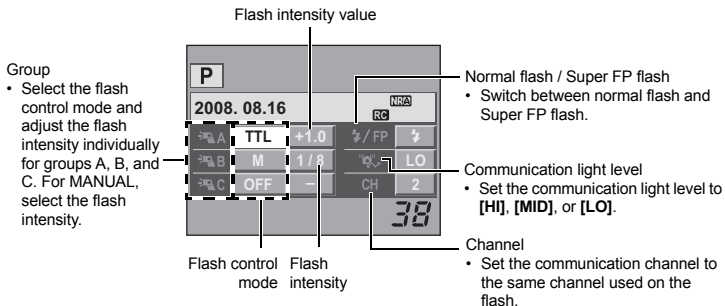 Flash intensity value
Group
• Select the flash
control mode and
adjust the flash
intensity individually
for groups A, B, and
C. For MANUAL,
select the flash
intensity.
P
2008. 08.16
RC
NR
A TTL +1.0 /FP
B M 1 / 8 LO
C OFF – CH 2
38
Normal flash / Super FP flash
• Switch between normal flash and
Super FP flash.
Communication light level
• Set the communication light level to
[HI], [MID], or [LO].
Channel
• Set the communication channel to
the same channel used on the
flash.
Flash control
mode
Flash
intensity